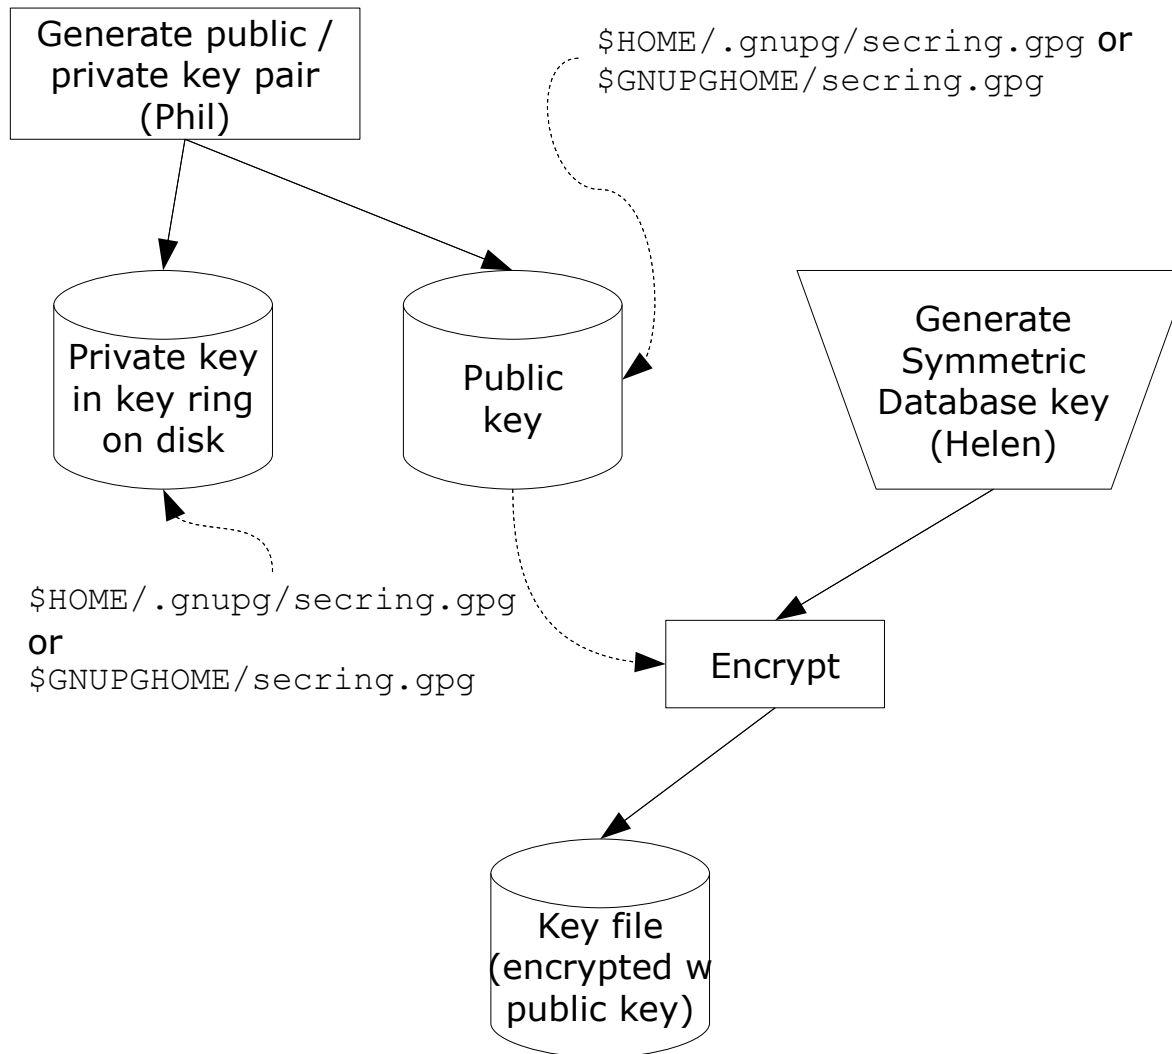 Generate public /
private key pair
(Phil)
$HOME/.gnupg/secring.gpg or
$GNUPGHOME/secring.gpg
Private key
in key ring
on disk
Public
key
Generate
Symmetric
Database key
(Helen)
$HOME/.gnupg/secring.gpg
or
$GNUPGHOME/secring.gpg
Encrypt
Key file
(encrypted w
public key)